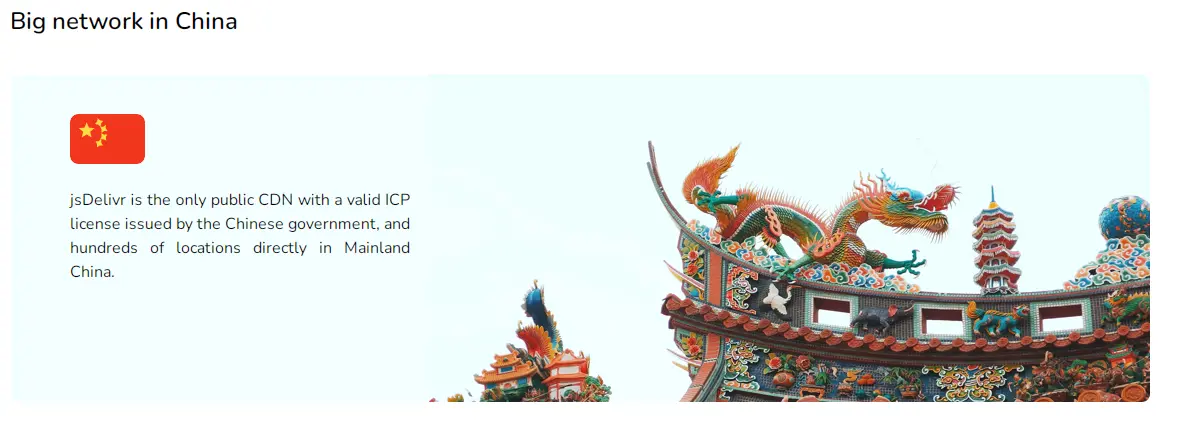 Big network in China
jsDelivr is the only public CDN with a valid ICP
license issued by the Chinese government, and
hundreds of locations directly in Mainland
China.